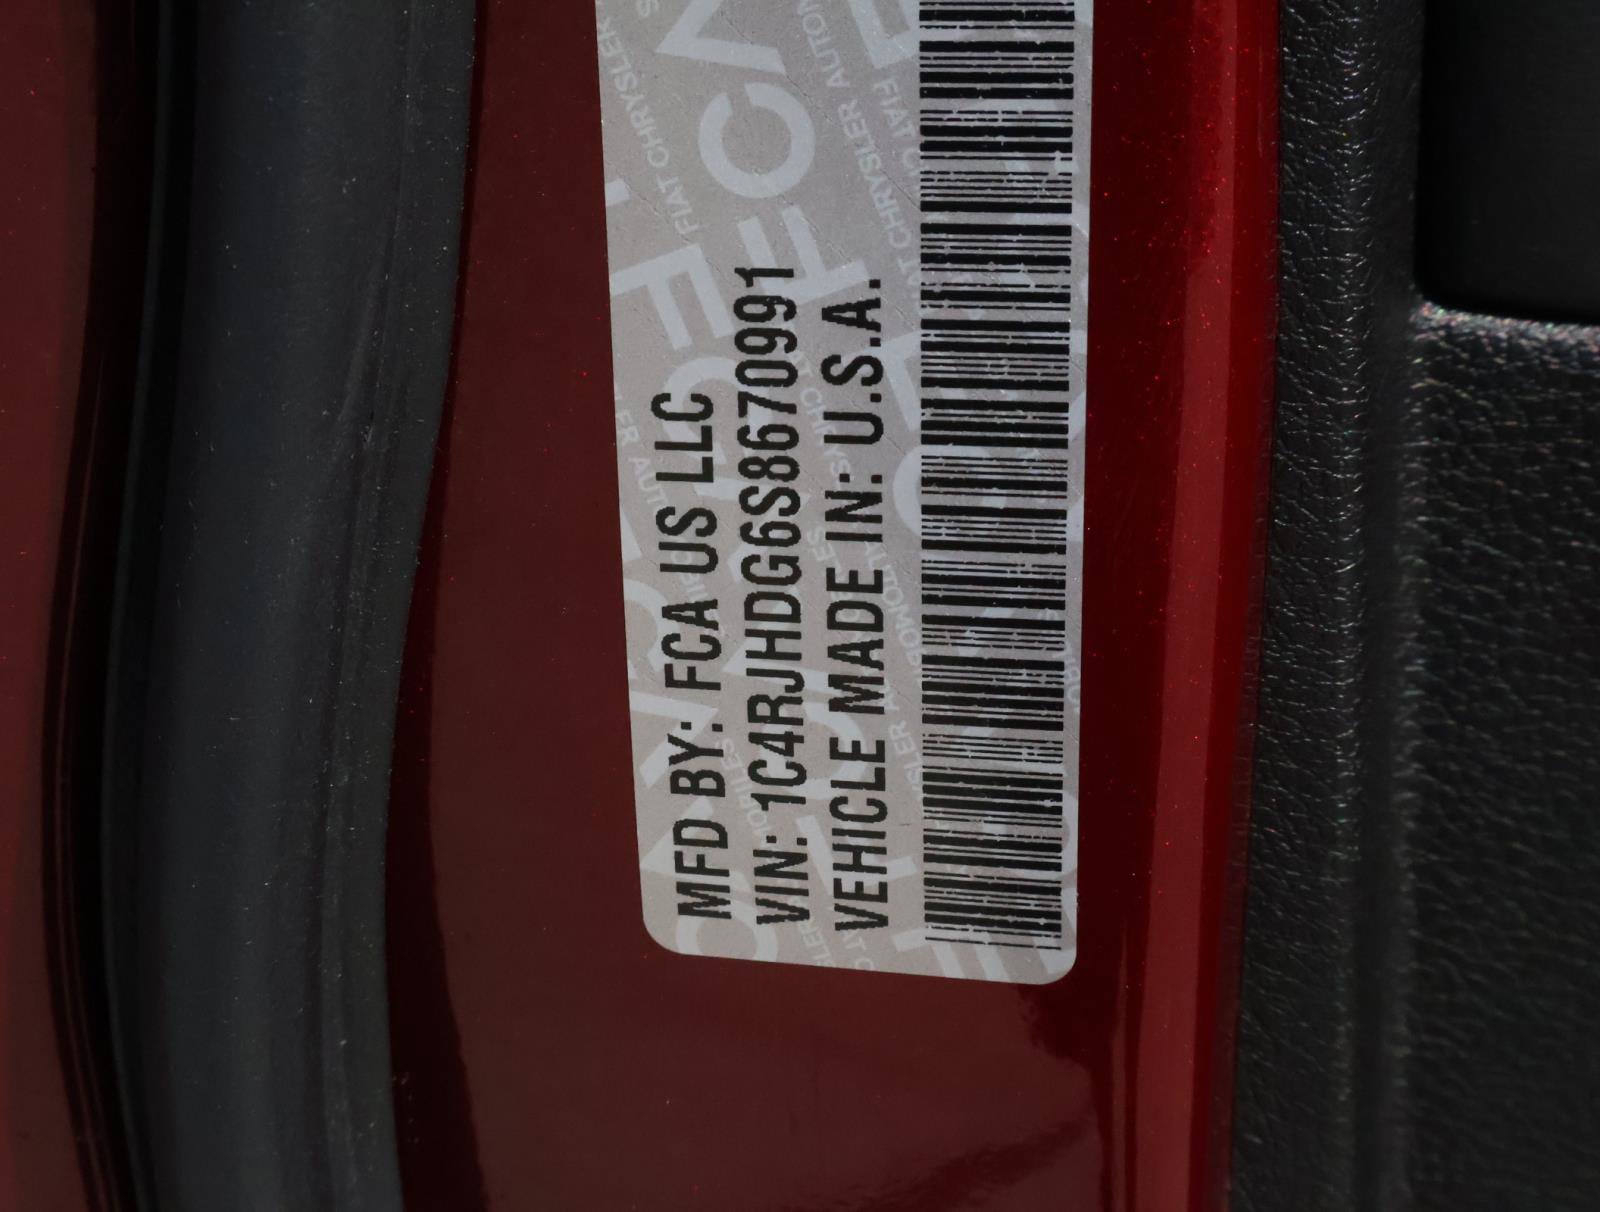 MFD BY: FCA US LLC
VIN: 1C4RJHDG6S8670991
VEHICLE MADE IN: U.S.A.